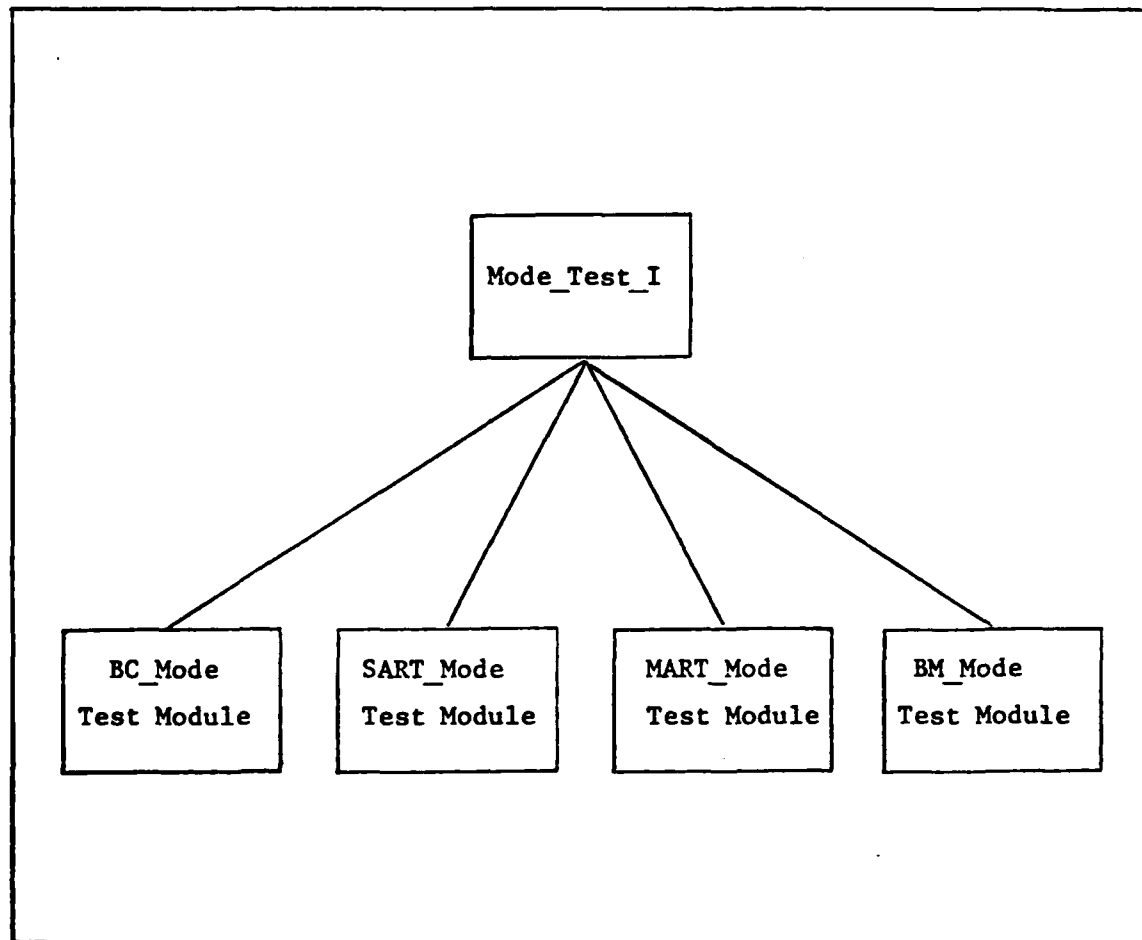 Mode_Test_I
BC_Mode
Test Module
SART_Mode
Test Module
MART_Mode
Test Module
BM_Mode
Test Module